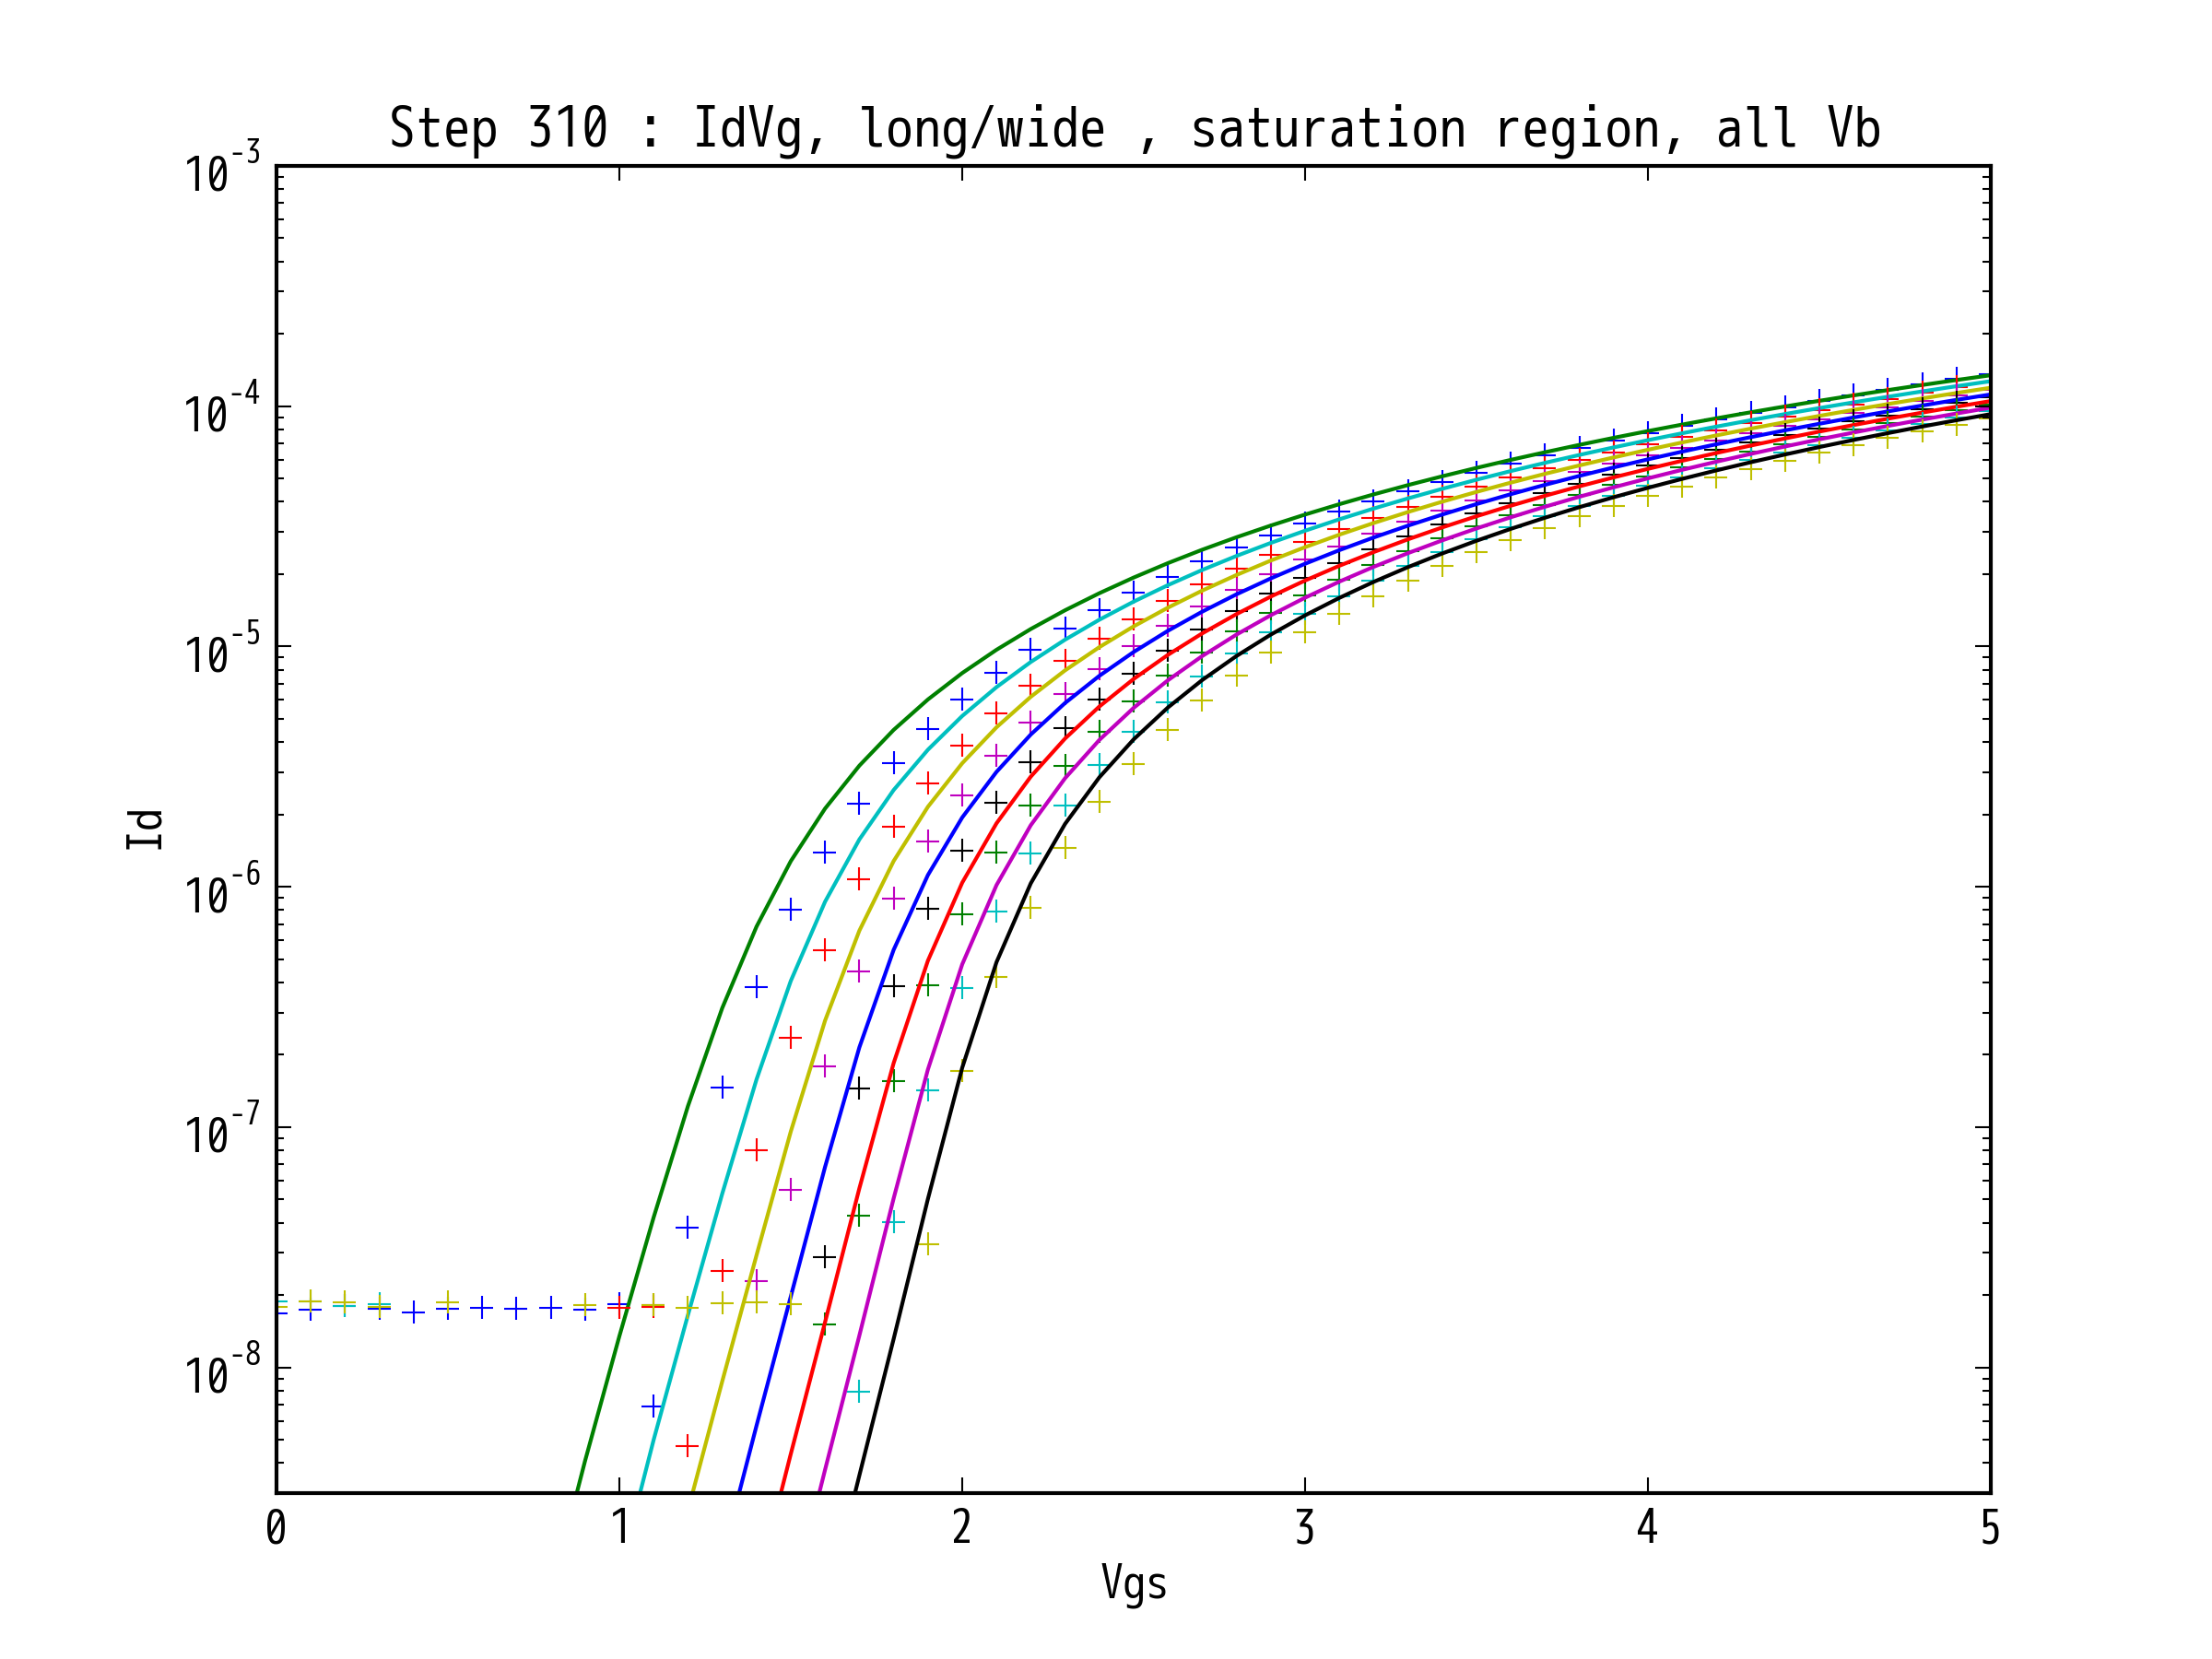 Step 310 : IdVg, long/wide , saturation region, all Vb
10^-3
10^-4
10^-5
10^-6
10^-7
10^-8
Id
0 1 2 3 4 5
Vgs